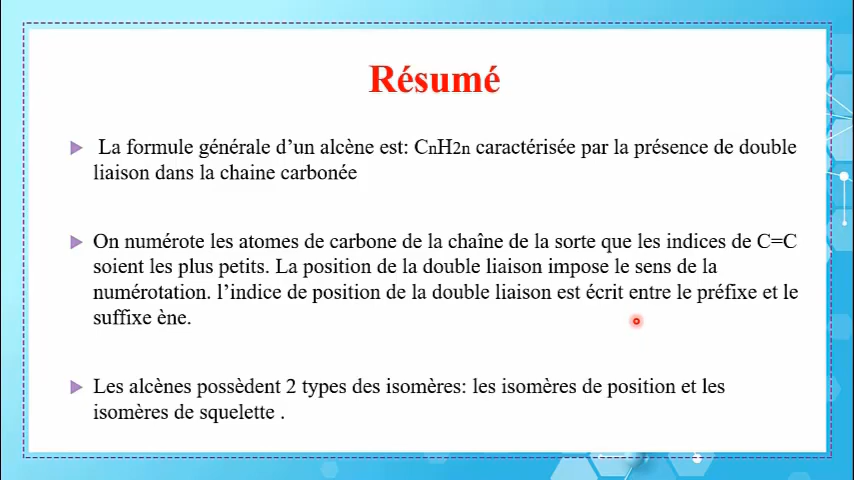 Résumé
La formule générale d’un alcène est: CnH2n caractérisée par la présence de double
liaison dans la chaine carbonée
On numérote les atomes de carbone de la chaîne de la sorte que les indices de C=C
soient les plus petits. La position de la double liaison impose le sens de la
numérotation. l’indice de position de la double liaison est écrit entre le préfixe et le
suffixe ène.
Les alcènes possèdent 2 types des isomères: les isomères de position et les
isomères de squelette .